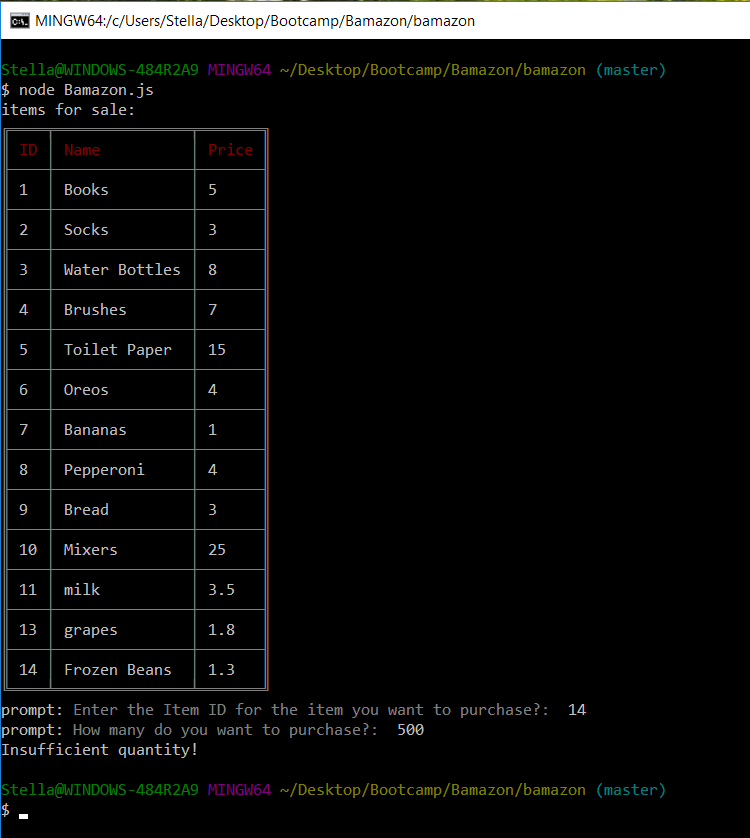 MINGW64:/c/Users/Stella/Desktop/Bootcamp/Bamazon/bamazon
Stella@WINDOWS-484R2A9 MINGW64 ~/Desktop/Bootcamp/Bamazon/bamazon (master)
$ node Bamazon.js
items for sale:
ID Name Price
1 Books 5
2 Socks 3
3 Water Bottles 8
4 Brushes 7
5 Toilet Paper 15
6 Oreos 4
7 Bananas 1
8 Pepperoni 4
9 Bread 3
10 Mixers 25
11 milk 3.5
13 grapes 1.8
14 Frozen Beans 1.3
prompt: Enter the Item ID for the item you want to purchase?:  14
prompt: How many do you want to purchase?:  500
Insufficient quantity!
Stella@WINDOWS-484R2A9 MINGW64 ~/Desktop/Bootcamp/Bamazon/bamazon (master)
$